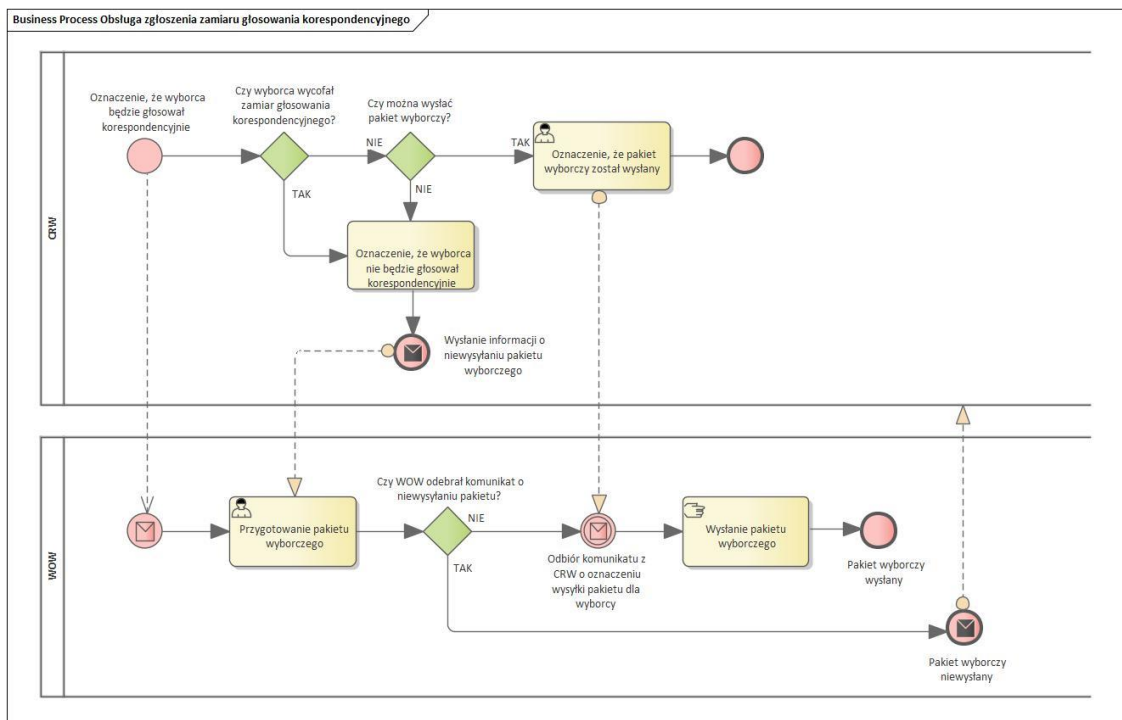 Business Process Obsługa zgłoszenia zamiaru głosowania korespondencyjnego
CRW
Oznaczenie, że wyborca
będzie głosował
korespondencyjnie
Czy wyborca wycofał
zamiar głosowania
korespondencyjnego?
Czy można wysłać
pakiet wyborczy?
NIE
TAK
TAK
NIE
Oznaczenie, że pakiet
wyborczy został wysłany
Oznaczenie, że wyborca
nie będzie głosował
korespondencyjnie
Wysłanie informacji o
niewysyłaniu pakietu
wyborczego
WOW
Przygotowanie pakietu
wyborczego
Czy WOW odebrał komunikat o
niewysyłaniu pakietu?
NIE
TAK
Odbiór komunikatu z
CRW o oznaczeniu
wysyłki pakietu dla
wyborcy
Wysłanie pakietu
wyborczego
Pakiet wyborczy
wysłany
Pakiet wyborczy
niewysłany